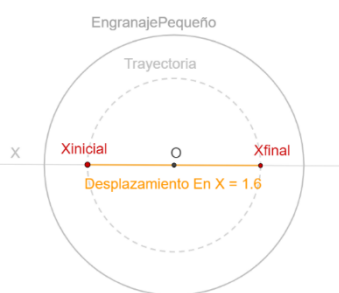 EngranajePequeño
Trayectoria
X
Xinicial
O
Xfinal
Desplazamiento En X = 1.6